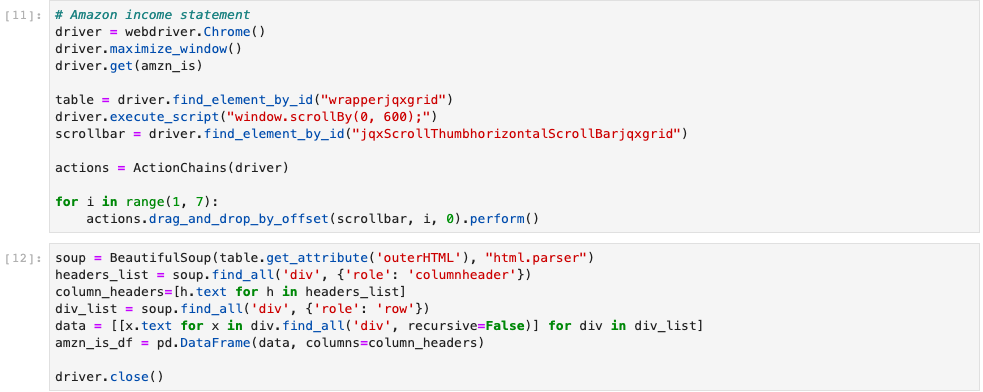 [11]: # Amazon income statement
driver = webdriver.Chrome()
driver.maximize_window()
driver.get(amzn_is)
table = driver.find_element_by_id("wrapperjqxgrid")
driver.execute_script("window.scrollBy(0, 600);")
scrollbar = driver.find_element_by_id("jqxScrollThumbhorizontalScrollBarjqxgrid")
actions = ActionChains(driver)
for i in range(1, 7):
    actions.drag_and_drop_by_offset(scrollbar, i, 0).perform()
[12]: soup = BeautifulSoup(table.get_attribute('outerHTML'), "html.parser")
headers_list = soup.find_all('div', {'role': 'columnheader'})
column_headers=[h.text for h in headers_list]
div_list = soup.find_all('div', {'role': 'row'})
data = [[x.text for x in div.find_all('div', recursive=False)] for div in div_list]
amzn_is_df = pd.DataFrame(data, columns=column_headers)
driver.close()